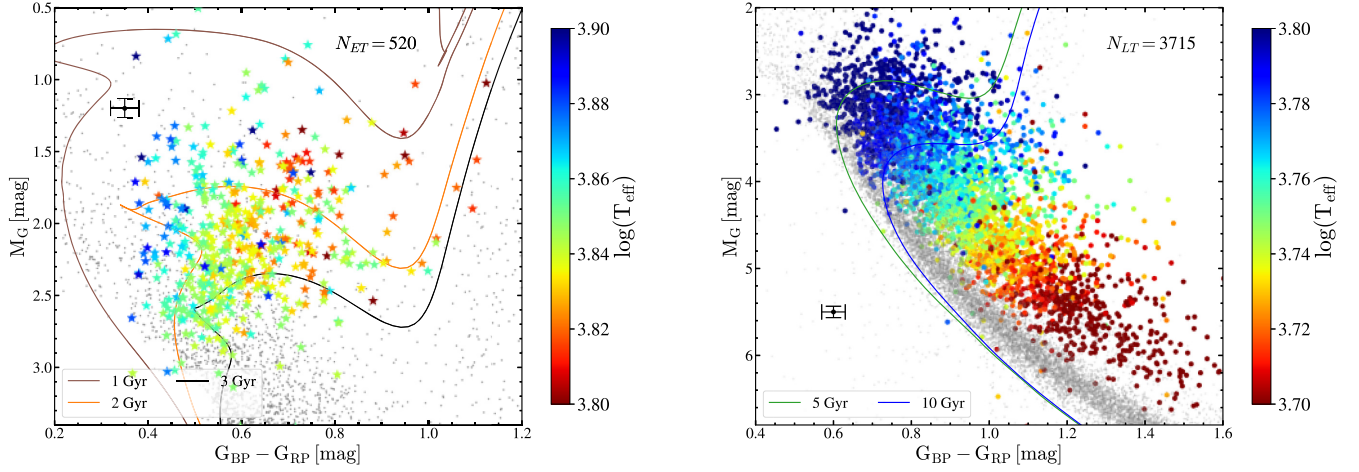 N_ET = 520
0.5
1.0
1.5
2.0
2.5
3.0
M_G [mag]
1 Gyr
2 Gyr
3 Gyr
0.2 0.4 0.6 0.8 1.0 1.2
G_BP − G_RP [mag]
3.90
3.88
3.86
3.84
3.82
3.80
log(T_eff)
N_LT = 3715
2
3
4
5
6
M_G [mag]
5 Gyr 10 Gyr
0.4 0.6 0.8 1.0 1.2 1.4 1.6
G_BP − G_RP [mag]
3.80
3.78
3.76
3.74
3.72
3.70
log(T_eff)